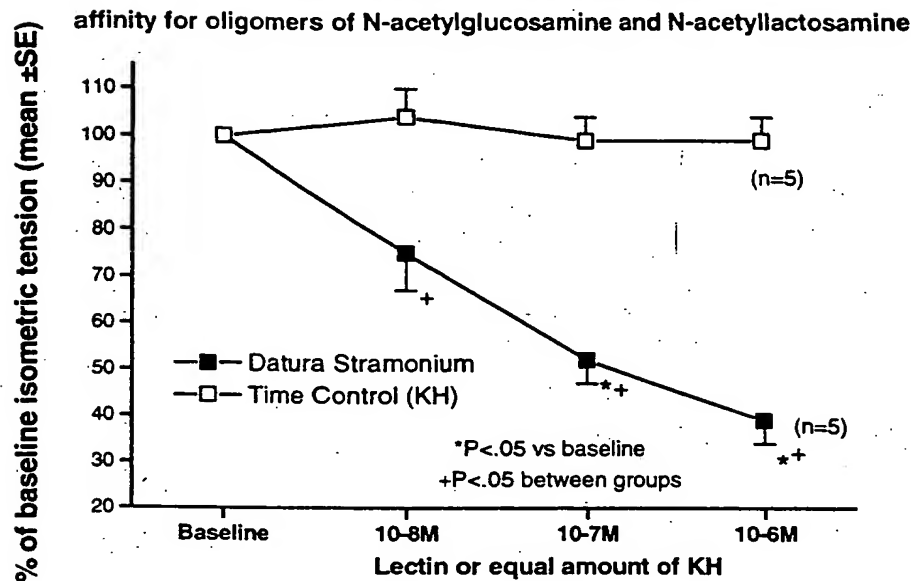 affinity for oligomers of N-acetylglucosamine and N-acetyllactosamine
% of baseline isometric tension (mean ±SE)
110
100
90
80
70
60
50
40
30
20
(n=5)
+
Datura Stramonium
Time Control (KH)
*+
(n=5)
*P<.05 vs baseline
*+
+P<.05 between groups
Baseline
10-8M
10-7M
10-6M
Lectin or equal amount of KH